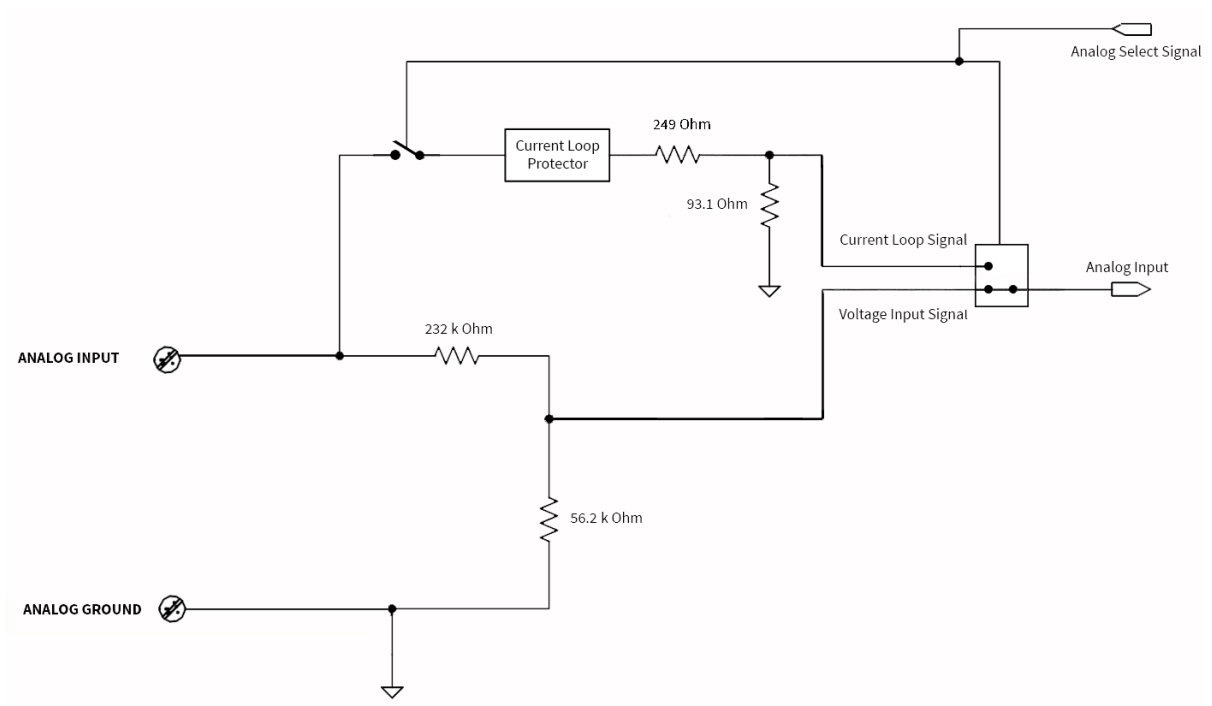 Analog Select Signal
249 Ohm
Current Loop
Protector
93.1 Ohm
Current Loop Signal
Analog Input
Voltage Input Signal
232 k Ohm
ANALOG INPUT
56.2 k Ohm
ANALOG GROUND